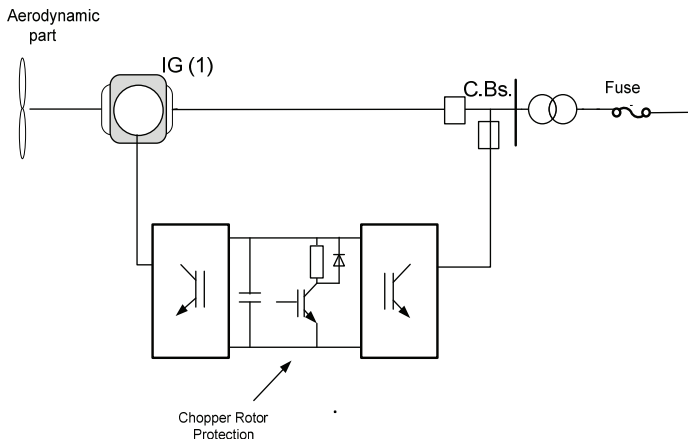 Aerodynamic
part
IG (1)
C.Bs.
Fuse
Chopper Rotor
Protection